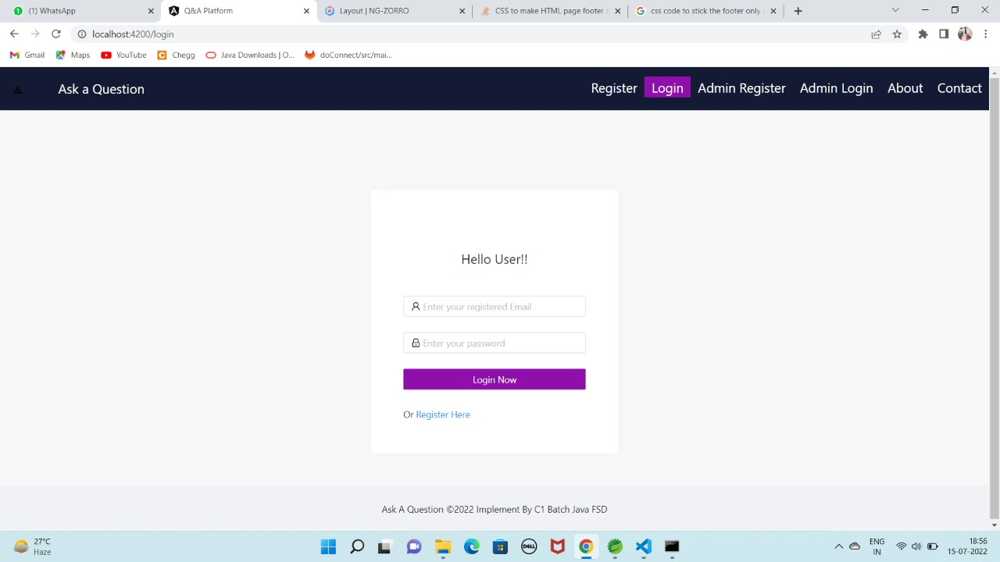 (1) WhatsApp
Q&A Platform
Layout | NG-ZORRO
CSS to make HTML page footer s
css code to stick the footer only a
localhost:4200/login
Gmail
Maps
YouTube
Chegg
Java Downloads | O...
doConnect/src/mai...
Ask a Question
Register
Login
Admin Register
Admin Login
About
Contact
Hello User!!
Enter your registered Email
Enter your password
Login Now
Or Register Here
Ask A Question ©2022 Implement By C1 Batch Java FSD
27°C
Haze
DELL
ENG
IN
18:56
15-07-2022